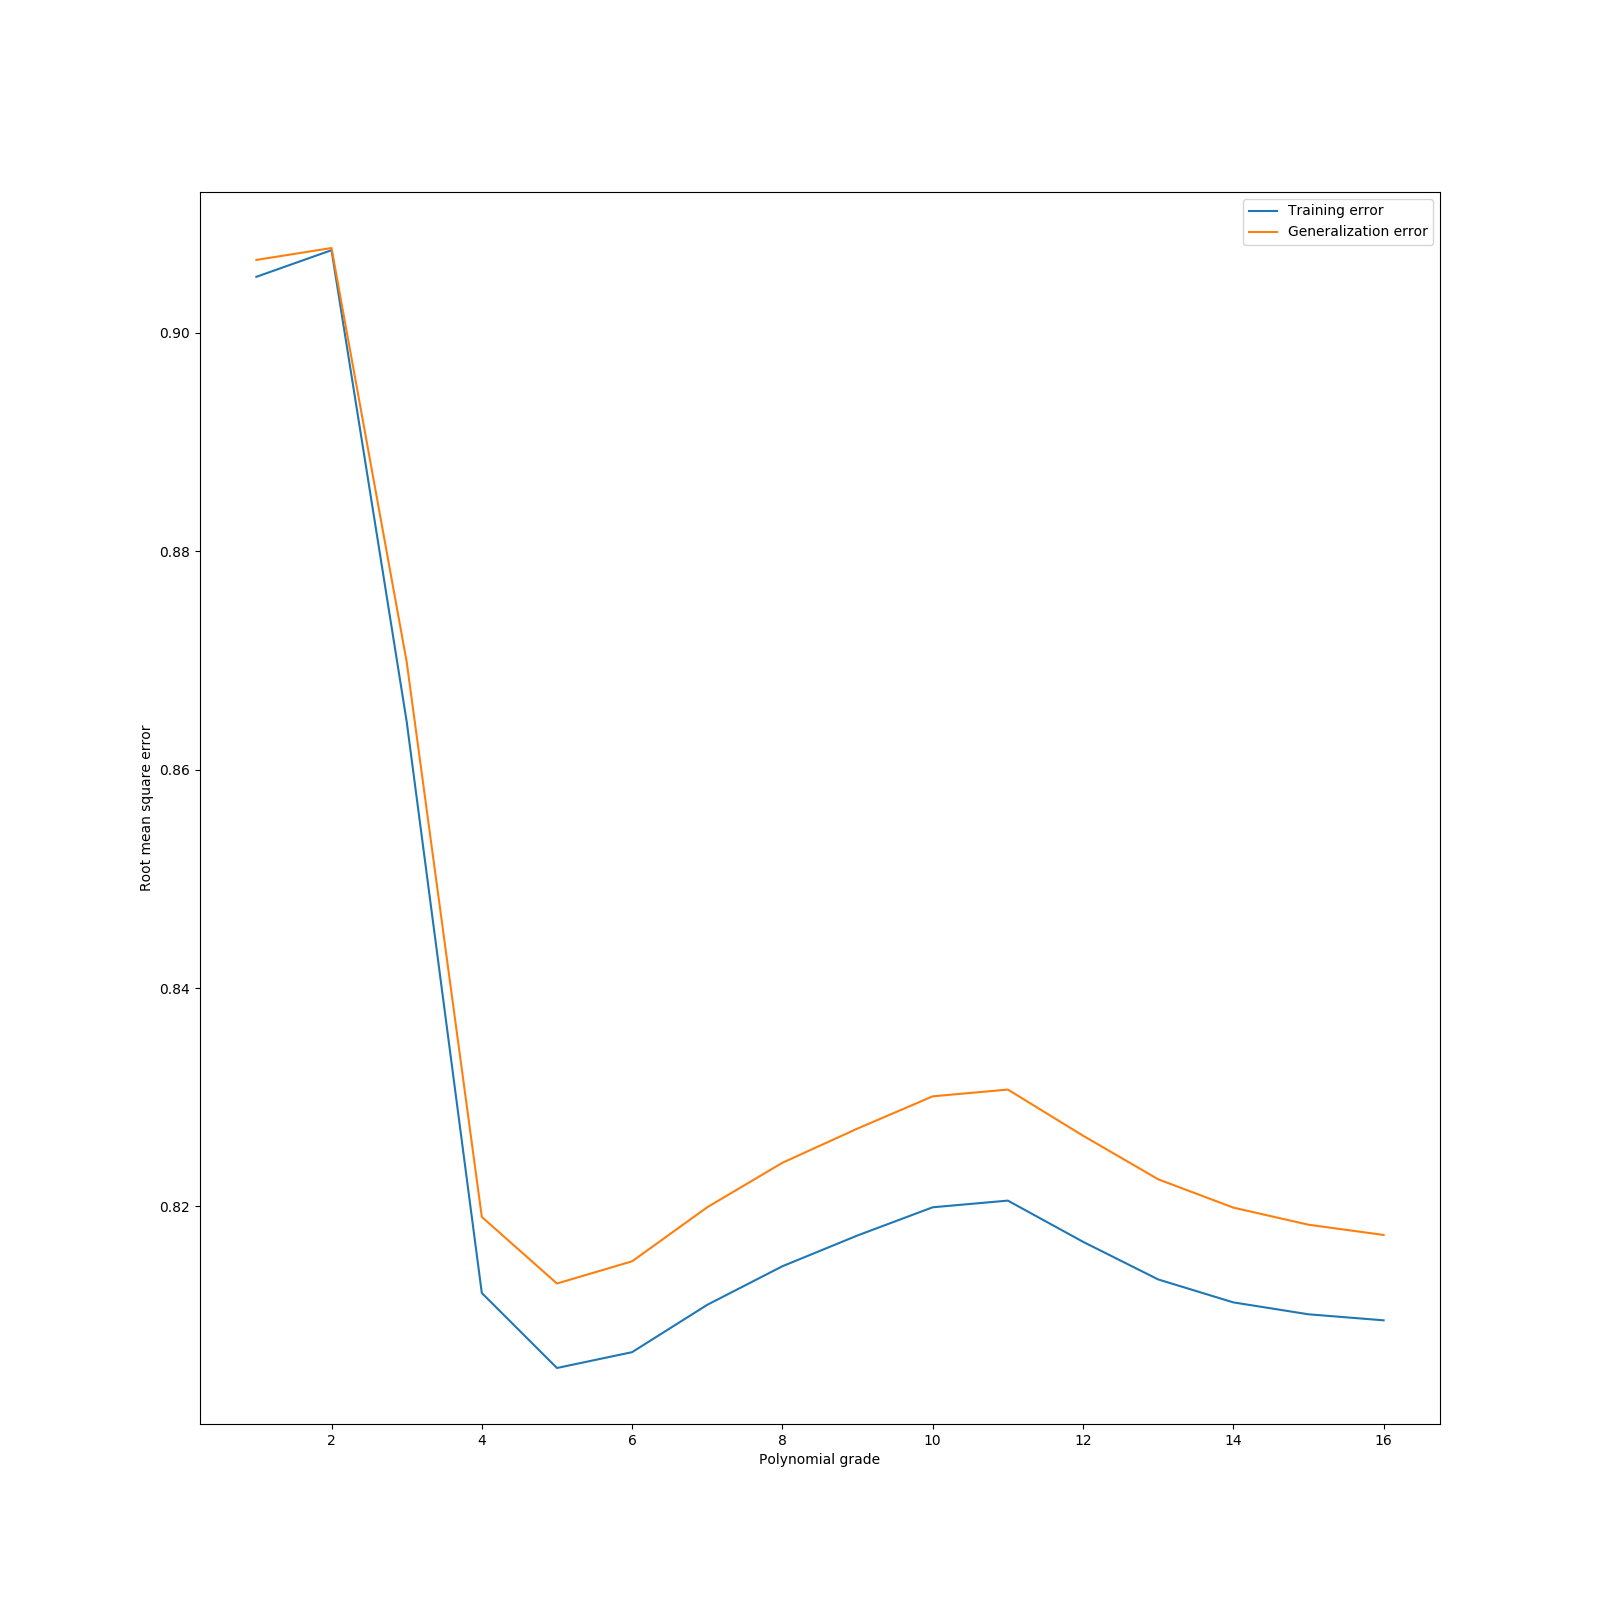 Training error
Generalization error
0.90
0.88
0.86
0.84
0.82
Root mean square error
2 4 6 8 10 12 14 16
Polynomial grade